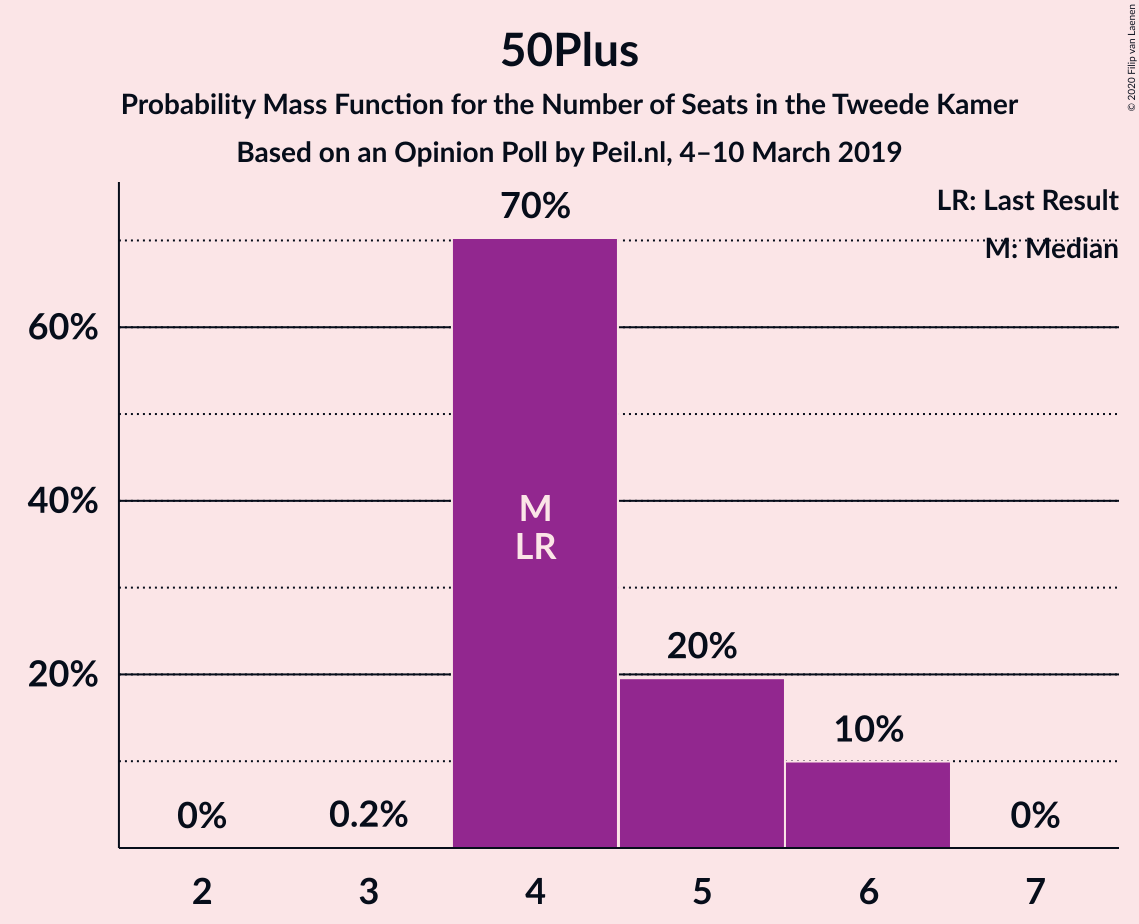 50Plus
Probability Mass Function for the Number of Seats in the Tweede Kamer
Based on an Opinion Poll by Peil.nl, 4–10 March 2019
© 2020 Filip van Laenen
LR: Last Result
M: Median
70%
60%
40%
20%
M
LR
20%
10%
0%
0.2%
0%
2
3
4
5
6
7